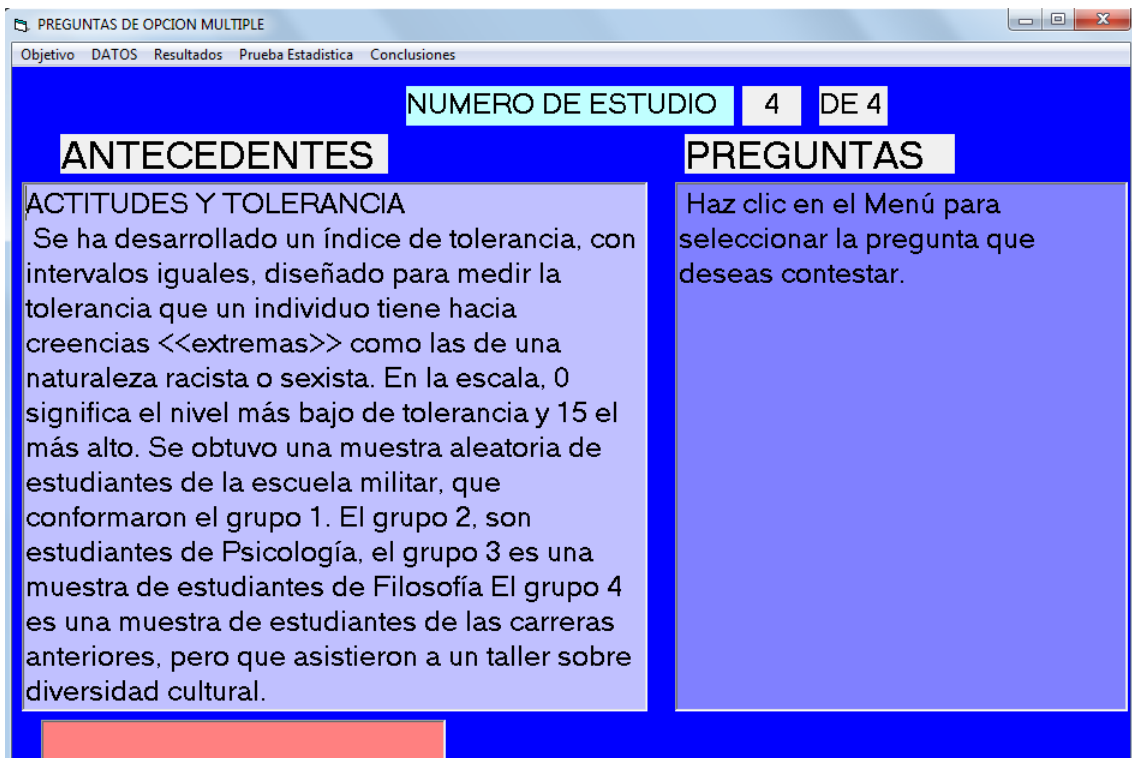 PREGUNTAS DE OPCION MULTIPLE
Objetivo DATOS Resultados Prueba Estadistica Conclusiones
NUMERO DE ESTUDIO 4 DE 4
ANTECEDENTES
ACTITUDES Y TOLERANCIA
Se ha desarrollado un índice de tolerancia, con
intervalos iguales, diseñado para medir la
tolerancia que un individuo tiene hacia
creencias <<extremas>> como las de una
naturaleza racista o sexista. En la escala, 0
significa el nivel más bajo de tolerancia y 15 el
más alto. Se obtuvo una muestra aleatoria de
estudiantes de la escuela militar, que
conformaron el grupo 1. El grupo 2, son
estudiantes de Psicología, el grupo 3 es una
muestra de estudiantes de Filosofía El grupo 4
es una muestra de estudiantes de las carreras
anteriores, pero que asistieron a un taller sobre
diversidad cultural.
PREGUNTAS
Haz clic en el Menú para
seleccionar la pregunta que
deseas contestar.